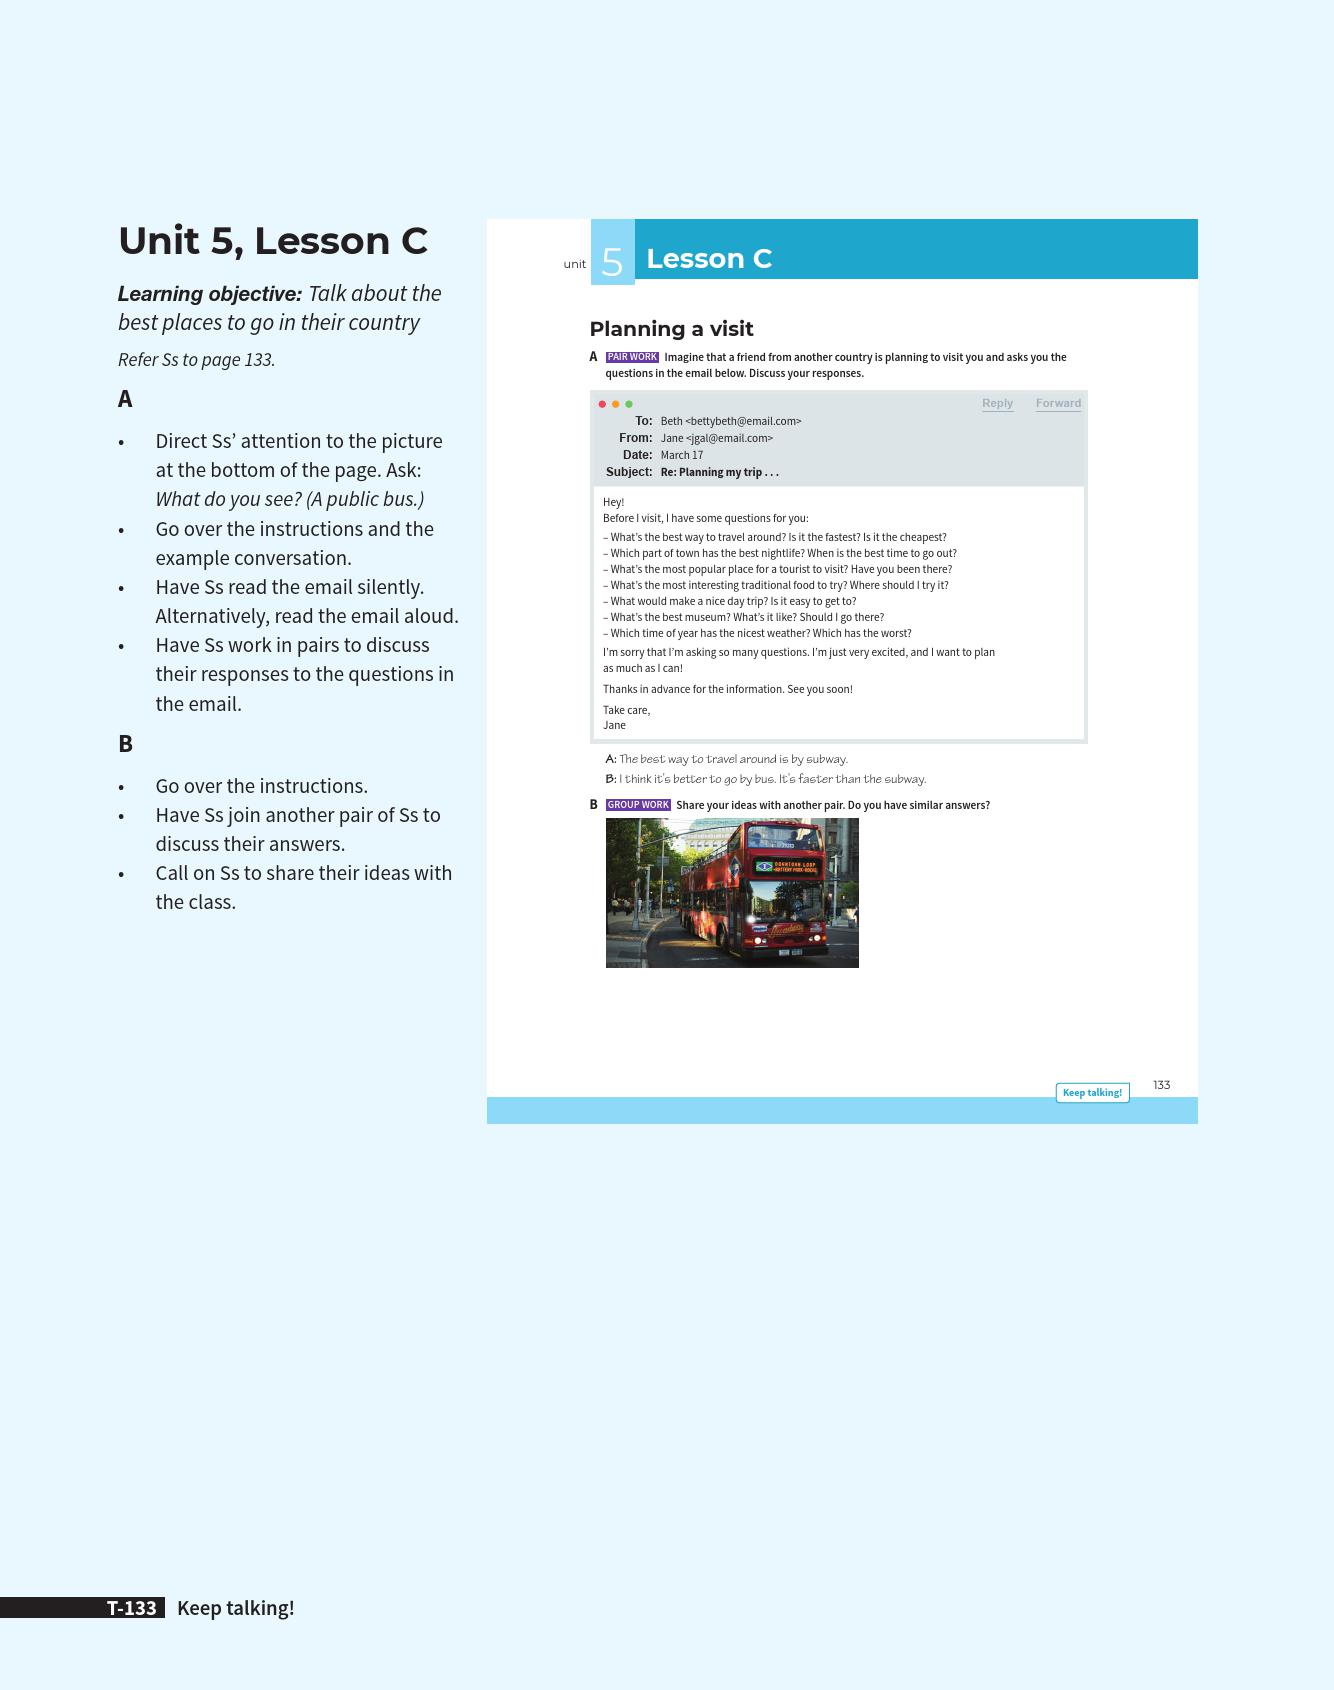 Unit 5, Lesson C
Learning objective: Talk about the
best places to go in their country
Refer Ss to page 133.
A
• Direct Ss’ attention to the picture
at the bottom of the page. Ask:
What do you see? (A public bus.)
• Go over the instructions and the
example conversation.
• Have Ss read the email silently.
Alternatively, read the email aloud.
• Have Ss work in pairs to discuss
their responses to the questions in
the email.
B
• Go over the instructions.
• Have Ss join another pair of Ss to
discuss their answers.
• Call on Ss to share their ideas with
the class.
unit 5 Lesson C
Planning a visit
A PAIR WORK Imagine that a friend from another country is planning to visit you and asks you the
questions in the email below. Discuss your responses.
Reply Forward
To: Beth <bettybeth@email.com>
From: Jane <jgal@email.com>
Date: March 17
Subject: Re: Planning my trip . . .
Hey!
Before I visit, I have some questions for you:
– What’s the best way to travel around? Is it the fastest? Is it the cheapest?
– Which part of town has the best nightlife? When is the best time to go out?
– What’s the most popular place for a tourist to visit? Have you been there?
– What’s the most interesting traditional food to try? Where should I try it?
– What would make a nice day trip? Is it easy to get to?
– What’s the best museum? What’s it like? Should I go there?
– Which time of year has the nicest weather? Which has the worst?
I’m sorry that I’m asking so many questions. I’m just very excited, and I want to plan
as much as I can!
Thanks in advance for the information. See you soon!
Take care,
Jane
A: The best way to travel around is by subway.
B: I think it’s better to go by bus. It’s faster than the subway.
B GROUP WORK Share your ideas with another pair. Do you have similar answers?
DOWNTOWN LOOP
133
Keep talking!
T-133 Keep talking!